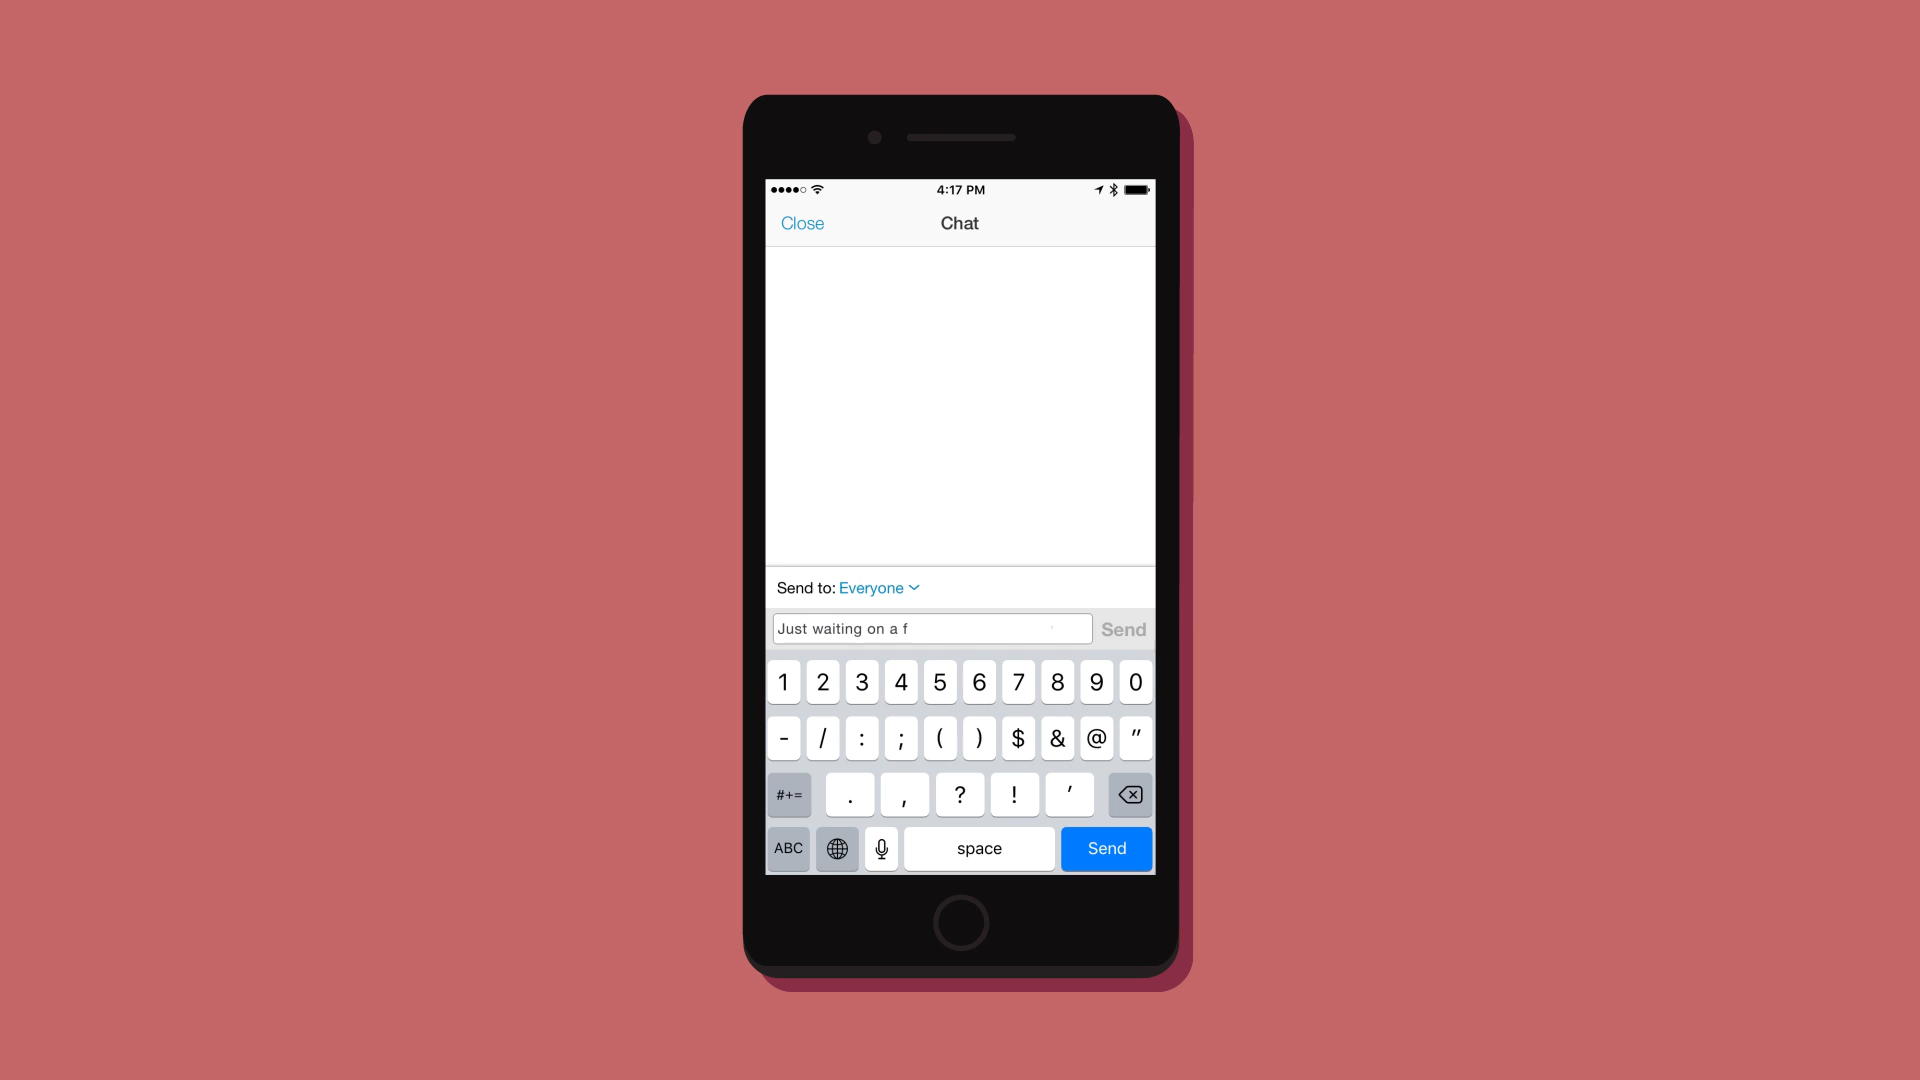 4:17 PM
Close Chat
Send to: Everyone
Just waiting on a f Send
1 2 3 4 5 6 7 8 9 0
- / : ; ( ) $ & @ "
#+= . , ? ! '
ABC space Send